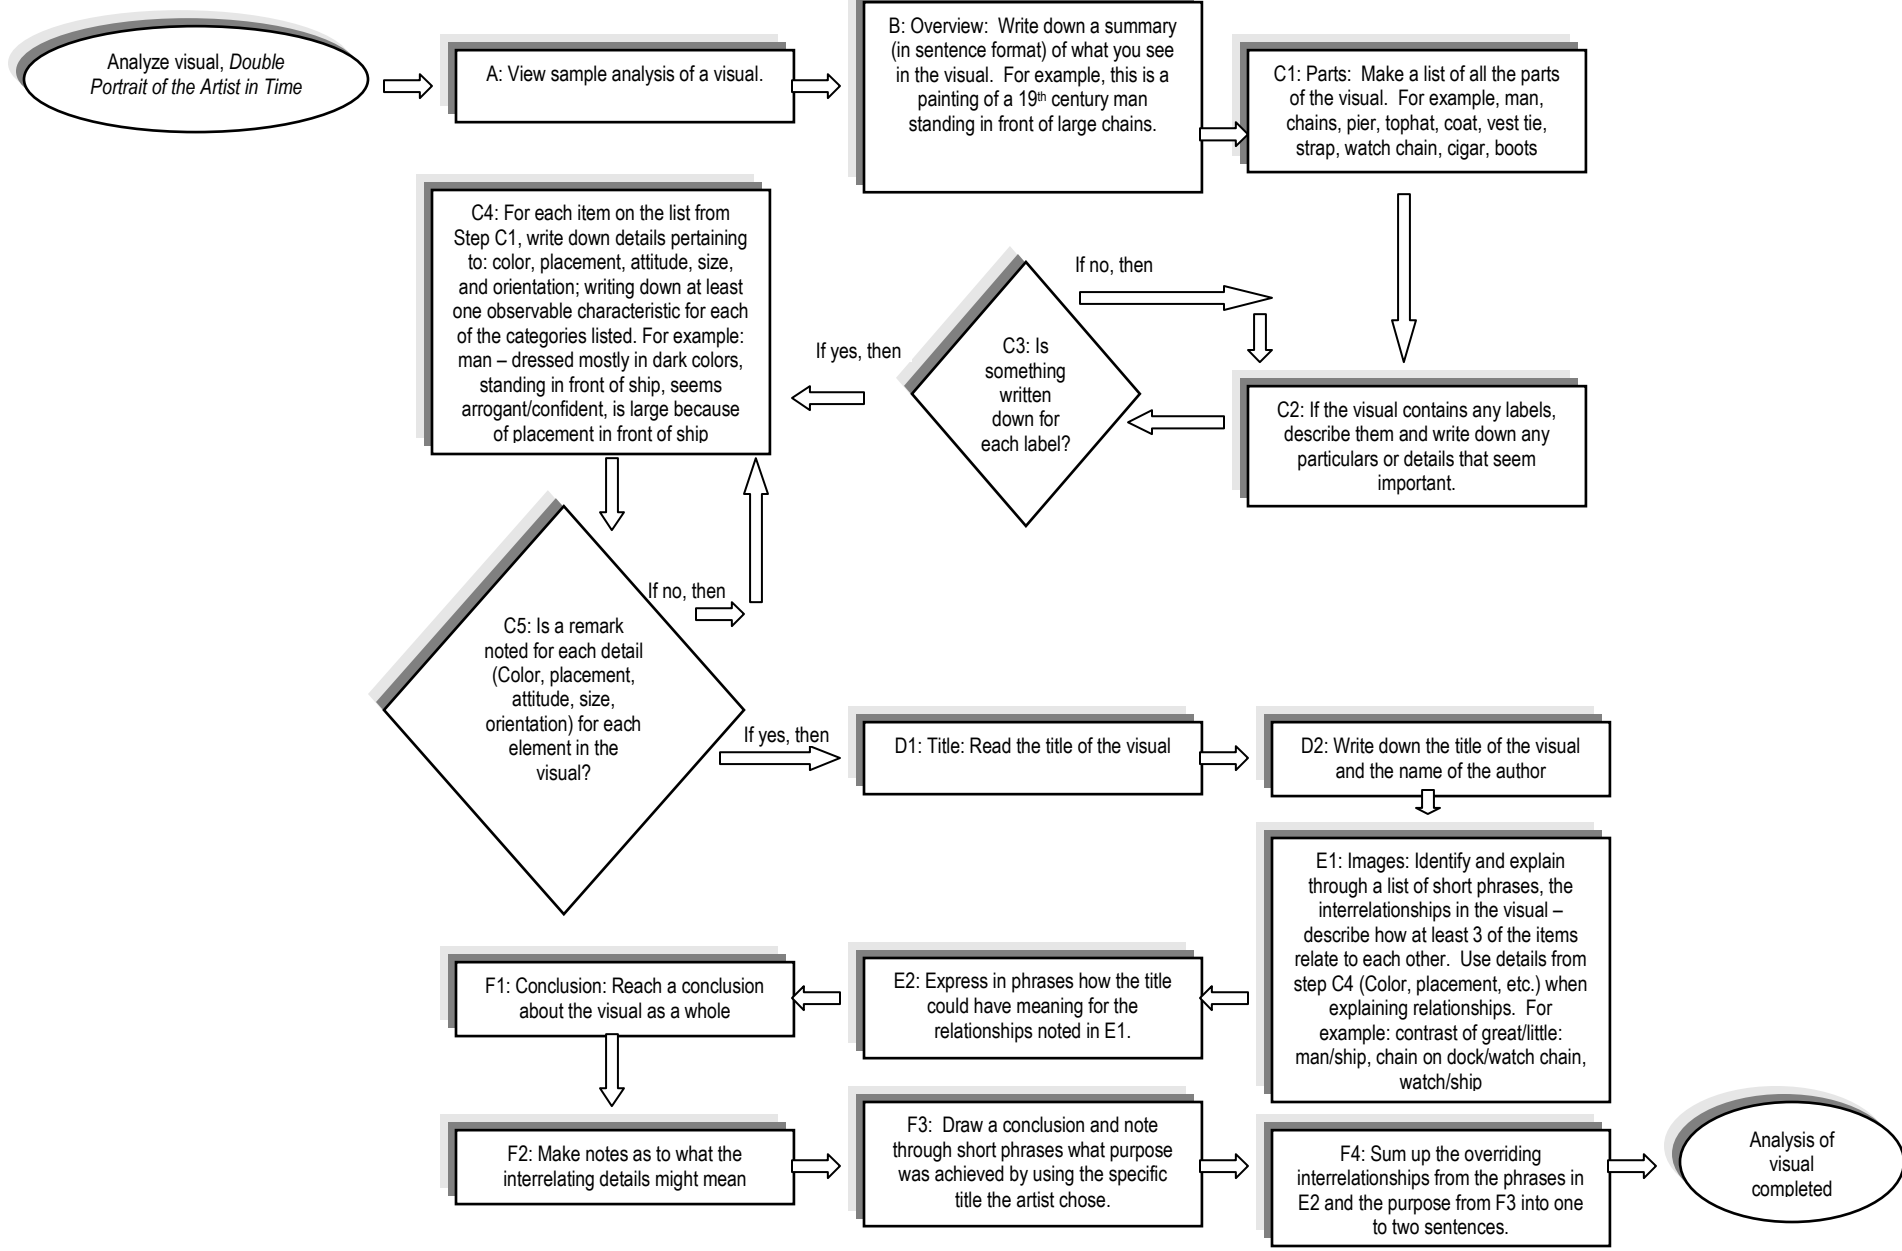 Analyze visual, Double
Portrait of the Artist in Time
A: View sample analysis of a visual.
B: Overview: Write down a summary
(in sentence format) of what you see
in the visual. For example, this is a
painting of a 19th century man
standing in front of large chains.
C1: Parts: Make a list of all the parts
of the visual. For example, man,
chains, pier, tophat, coat, vest tie,
strap, watch chain, cigar, boots
C2: If the visual contains any labels,
describe them and write down any
particulars or details that seem
important.
C3: Is
something
written
down for
each label?
If no, then
If yes, then
C4: For each item on the list from
Step C1, write down details pertaining
to: color, placement, attitude, size,
and orientation; writing down at least
one observable characteristic for each
of the categories listed. For example:
man – dressed mostly in dark colors,
standing in front of ship, seems
arrogant/confident, is large because
of placement in front of ship
C5: Is a remark
noted for each detail
(Color, placement,
attitude, size,
orientation) for each
element in the
visual?
If no, then
If yes, then
D1: Title: Read the title of the visual
D2: Write down the title of the visual
and the name of the author
E1: Images: Identify and explain
through a list of short phrases, the
interrelationships in the visual –
describe how at least 3 of the items
relate to each other. Use details from
step C4 (Color, placement, etc.) when
explaining relationships. For
example: contrast of great/little:
man/ship, chain on dock/watch chain,
watch/ship
E2: Express in phrases how the title
could have meaning for the
relationships noted in E1.
F1: Conclusion: Reach a conclusion
about the visual as a whole
F2: Make notes as to what the
interrelating details might mean
F3: Draw a conclusion and note
through short phrases what purpose
was achieved by using the specific
title the artist chose.
F4: Sum up the overriding
interrelationships from the phrases in
E2 and the purpose from F3 into one
to two sentences.
Analysis of
visual
completed